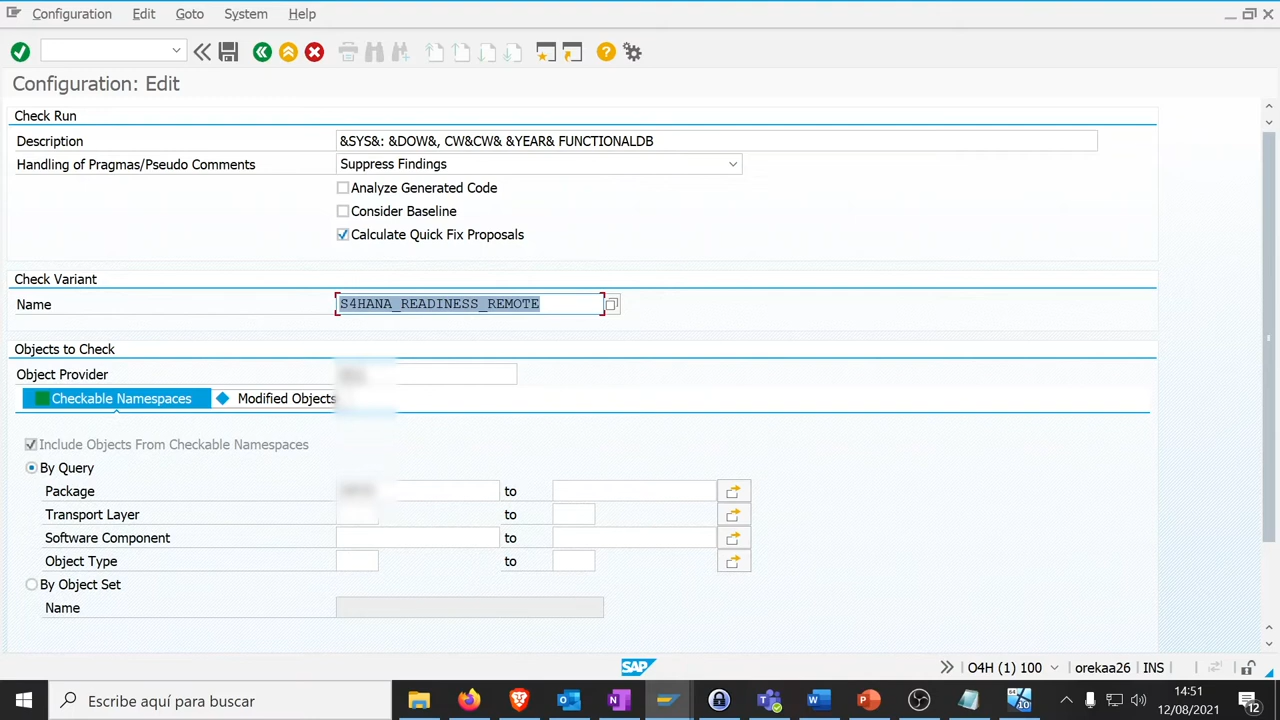 Configuration Edit Goto System Help
Configuration: Edit
Check Run
Description &SYS&: &DOW&, CW&CW& &YEAR& FUNCTIONALDB
Handling of Pragmas/Pseudo Comments Suppress Findings
Analyze Generated Code
Consider Baseline
Calculate Quick Fix Proposals
Check Variant
Name S4HANA_READINESS_REMOTE
Objects to Check
Object Provider
Checkable Namespaces Modified Objects
Include Objects From Checkable Namespaces
By Query
Package to
Transport Layer to
Software Component to
Object Type to
By Object Set
Name
SAP O4H (1) 100 orekaa26 INS
Escribe aquí para buscar
14:51
12/08/2021
12